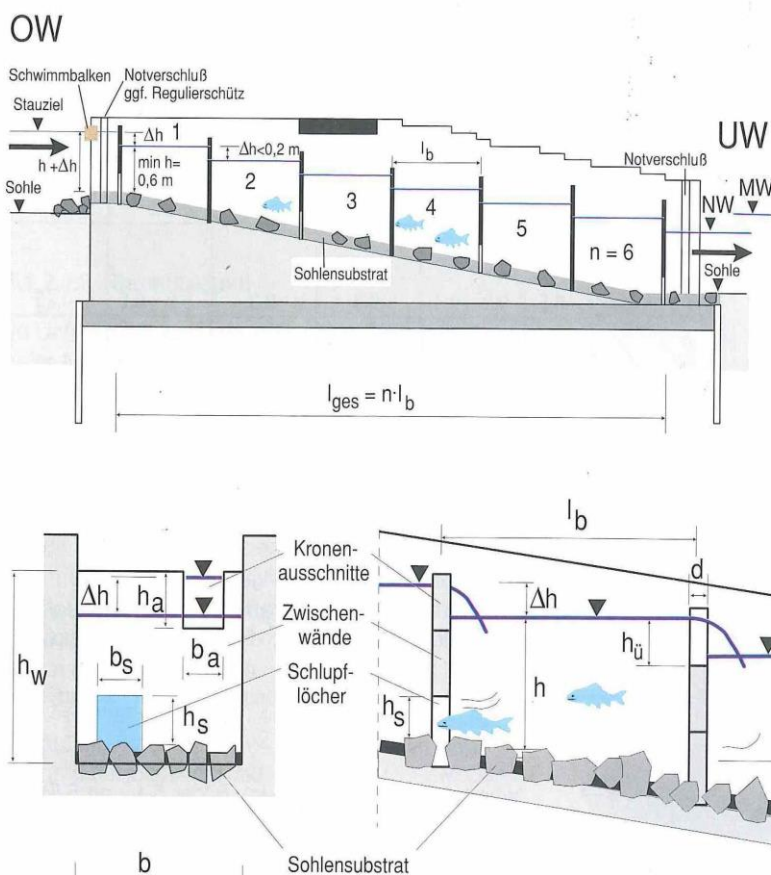 OW
Schwimmbalken
Notverschluß
ggf. Regulierschütz
Stauziel
Δh
1
h +Δh
min h=
0,6 m
Δh<0,2 m
l_b
UW
Notverschluß
MW
NW
Sohle
2
3
4
5
n = 6
Sohle
Sohlensubstrat
l_ges = n·l_b
l_b
Kronen-
ausschnitte
d
Δh
h_a
Δh
Zwischen-
wände
h_ü
h_w
b_s
b_a
Schlupf-
löcher
h
h_s
h_s
b
Sohlensubstrat